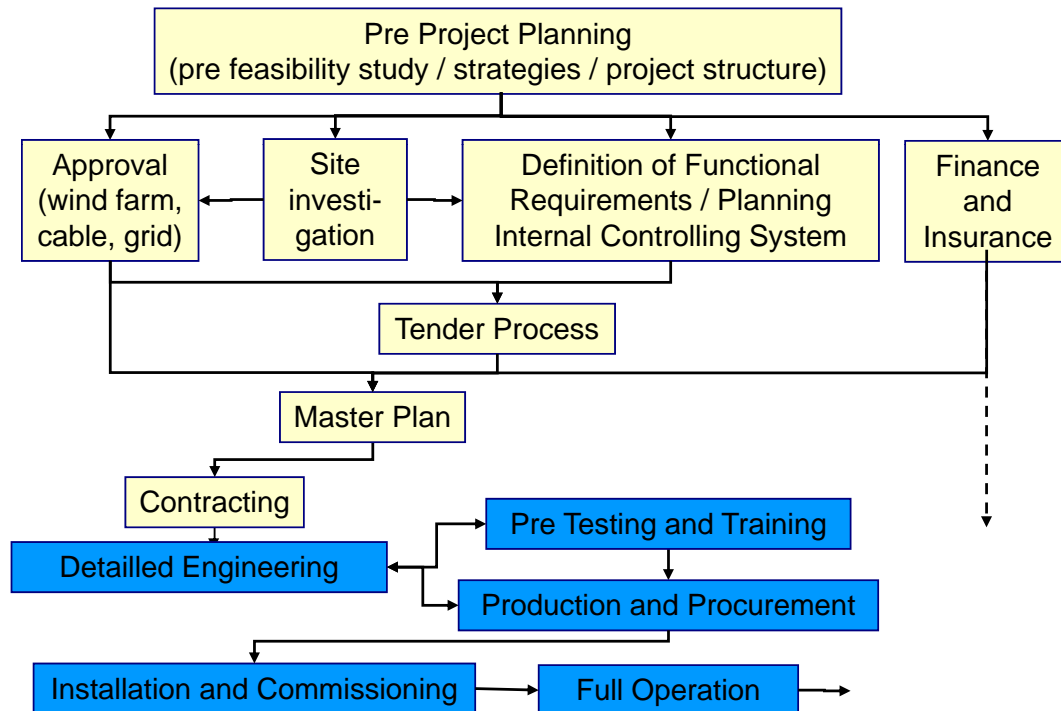 Pre Project Planning
(pre feasibility study / strategies / project structure)
Approval
(wind farm,
cable, grid)
Site
investi-
gation
Definition of Functional
Requirements / Planning
Internal Controlling System
Finance
and
Insurance
Tender Process
Master Plan
Contracting
Pre Testing and Training
Detailled Engineering
Production and Procurement
Installation and Commissioning
Full Operation